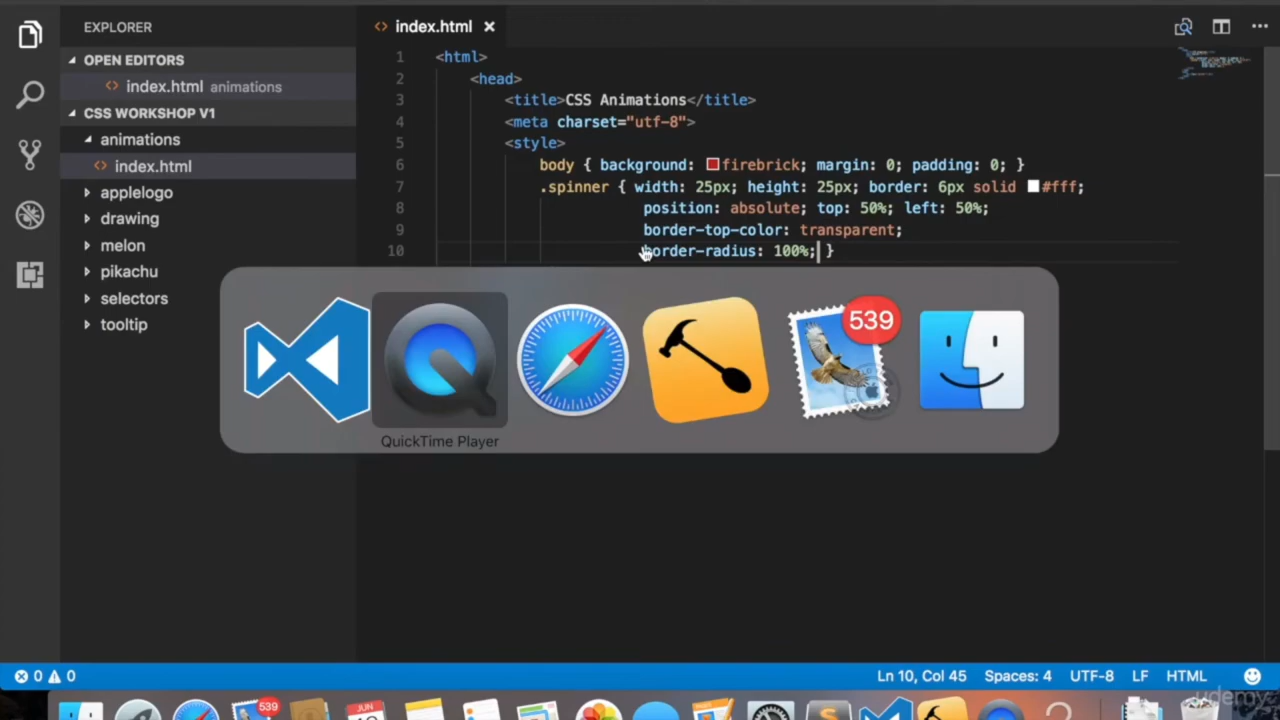 EXPLORER
OPEN EDITORS
index.html animations
CSS WORKSHOP V1
animations
index.html
applelogo
drawing
melon
pikachu
selectors
tooltip
index.html
1 <html>
2 <head>
3 <title>CSS Animations</title>
4 <meta charset="utf-8">
5 <style>
6 body { background: firebrick; margin: 0; padding: 0; }
7 .spinner { width: 25px; height: 25px; border: 6px solid #fff;
8 position: absolute; top: 50%; left: 50%;
9 border-top-color: transparent;
10 border-radius: 100%; }
539
QuickTime Player
0 0
Ln 10, Col 45 Spaces: 4 UTF-8 LF HTML
539
JUN
udemy